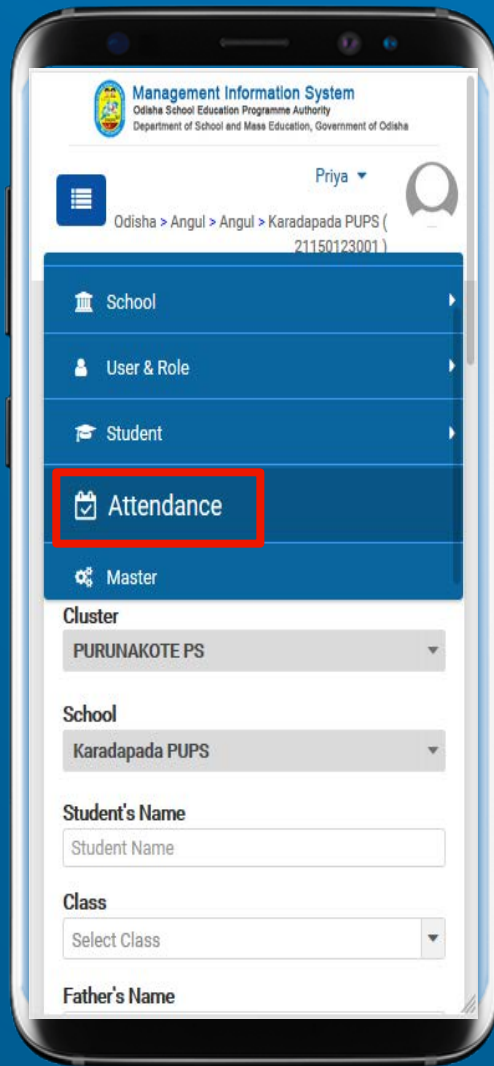 Management Information System
Odisha School Education Programme Authority
Department of School and Mass Education, Government of Odisha
Priya
Odisha > Angul > Angul > Karadapada PUPS (
21150123001 )
School
User & Role
Student
Attendance
Master
Cluster
PURUNAKOTE PS
School
Karadapada PUPS
Student's Name
Student Name
Class
Select Class
Father's Name